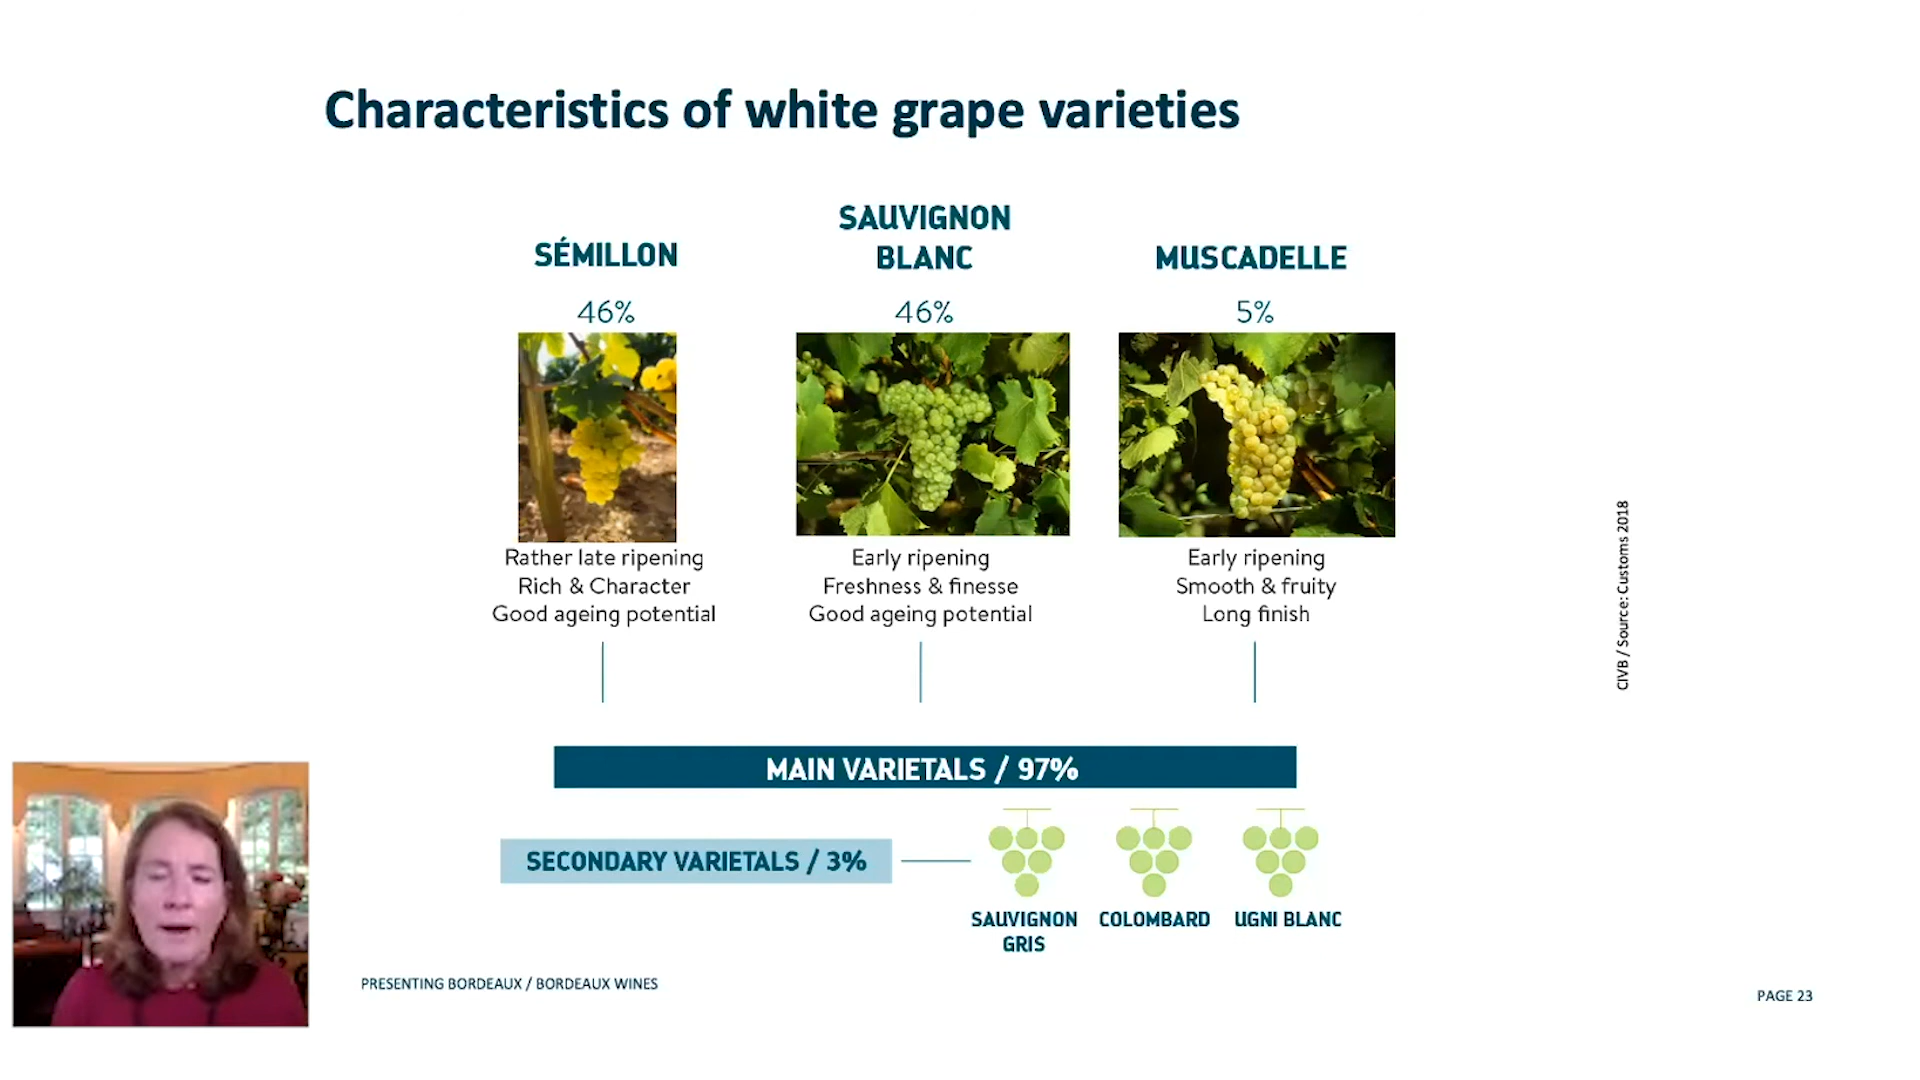 Characteristics of white grape varieties
SÉMILLON
46%
Rather late ripening
Rich & Character
Good ageing potential
SAUVIGNON
BLANC
46%
Early ripening
Freshness & finesse
Good ageing potential
MUSCADELLE
5%
Early ripening
Smooth & fruity
Long finish
CIVB / Source: Customs 2018
MAIN VARIETALS / 97%
SECONDARY VARIETALS / 3%
SAUVIGNON
GRIS
COLOMBARD
UGNI BLANC
PRESENTING BORDEAUX / BORDEAUX WINES
PAGE 23